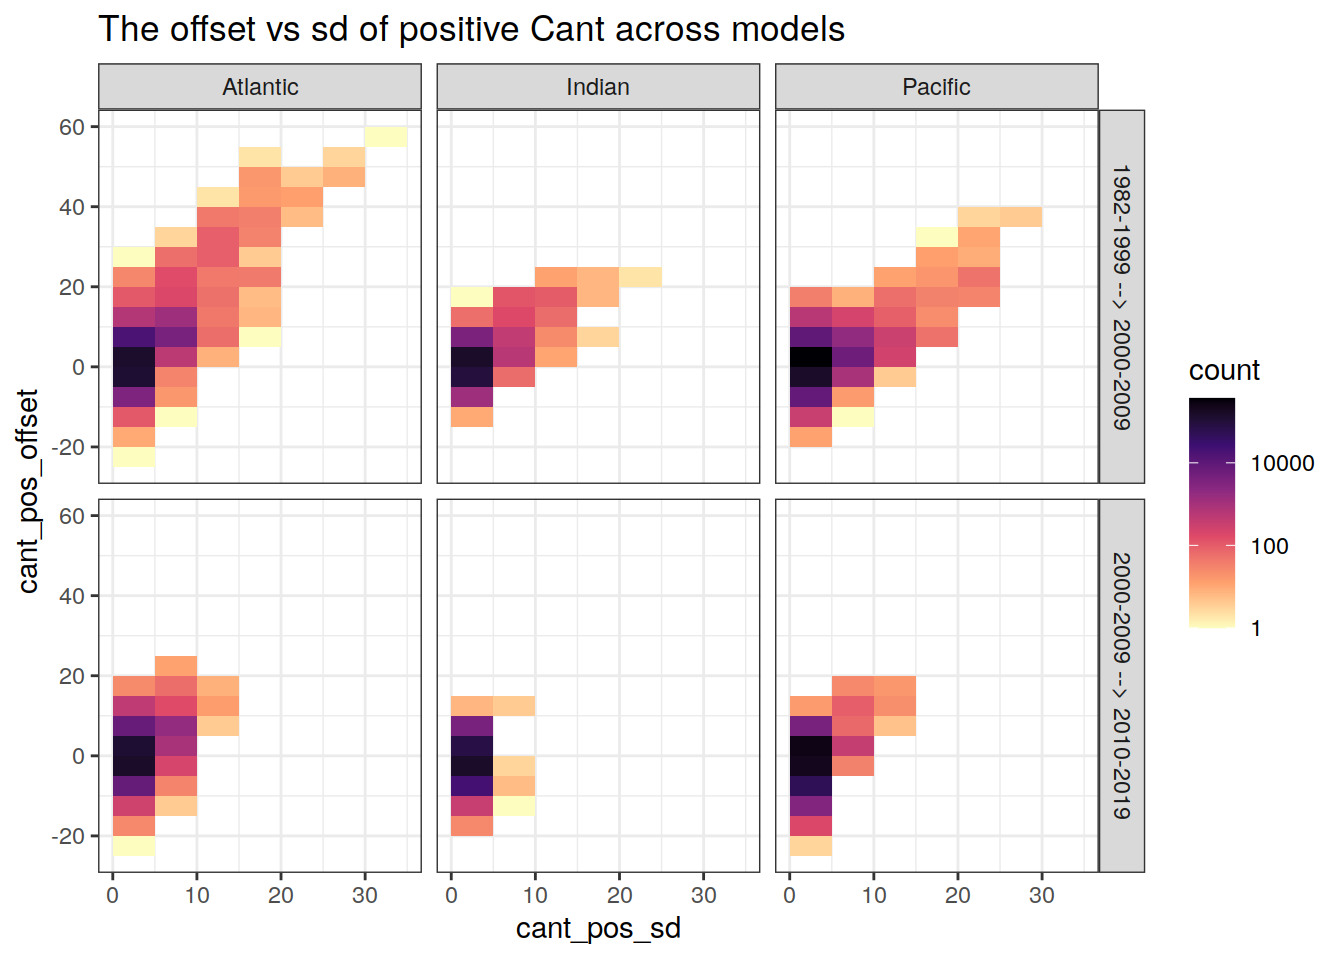 The offset vs sd of positive Cant across models
Atlantic
Indian
Pacific
60
40
20
0
-20
1982-1999 --> 2000-2009
60
40
20
0
-20
2000-2009 --> 2010-2019
0 10 20 30
0 10 20 30
0 10 20 30
cant_pos_sd
cant_pos_offset
count
10000
100
1